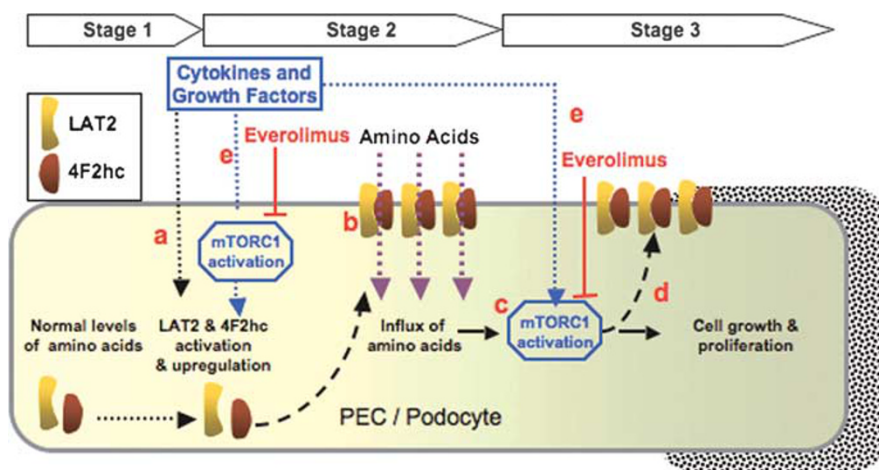 Stage 1
Stage 2
Stage 3
Cytokines and
Growth Factors
LAT2
4F2hc
e
Everolimus
Amino Acids
e
Everolimus
a
b
mTORC1
activation
c
mTORC1
activation
d
Normal levels
of amino acids
LAT2 & 4F2hc
activation
& upregulation
Influx of
amino acids
Cell growth &
proliferation
PEC / Podocyte